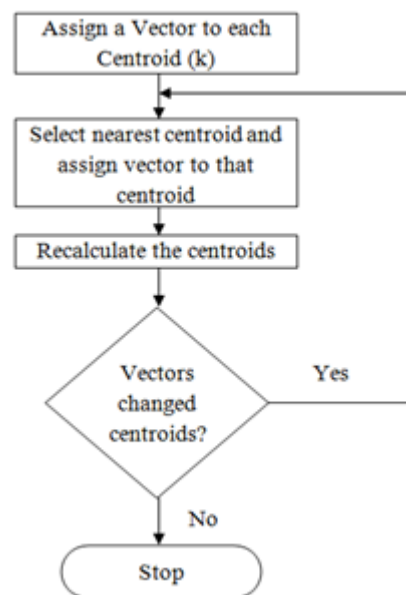 Assign a Vector to each
Centroid (k)
Select nearest centroid and
assign vector to that
centroid
Recalculate the centroids
Vectors
changed
centroids?
Yes
No
Stop